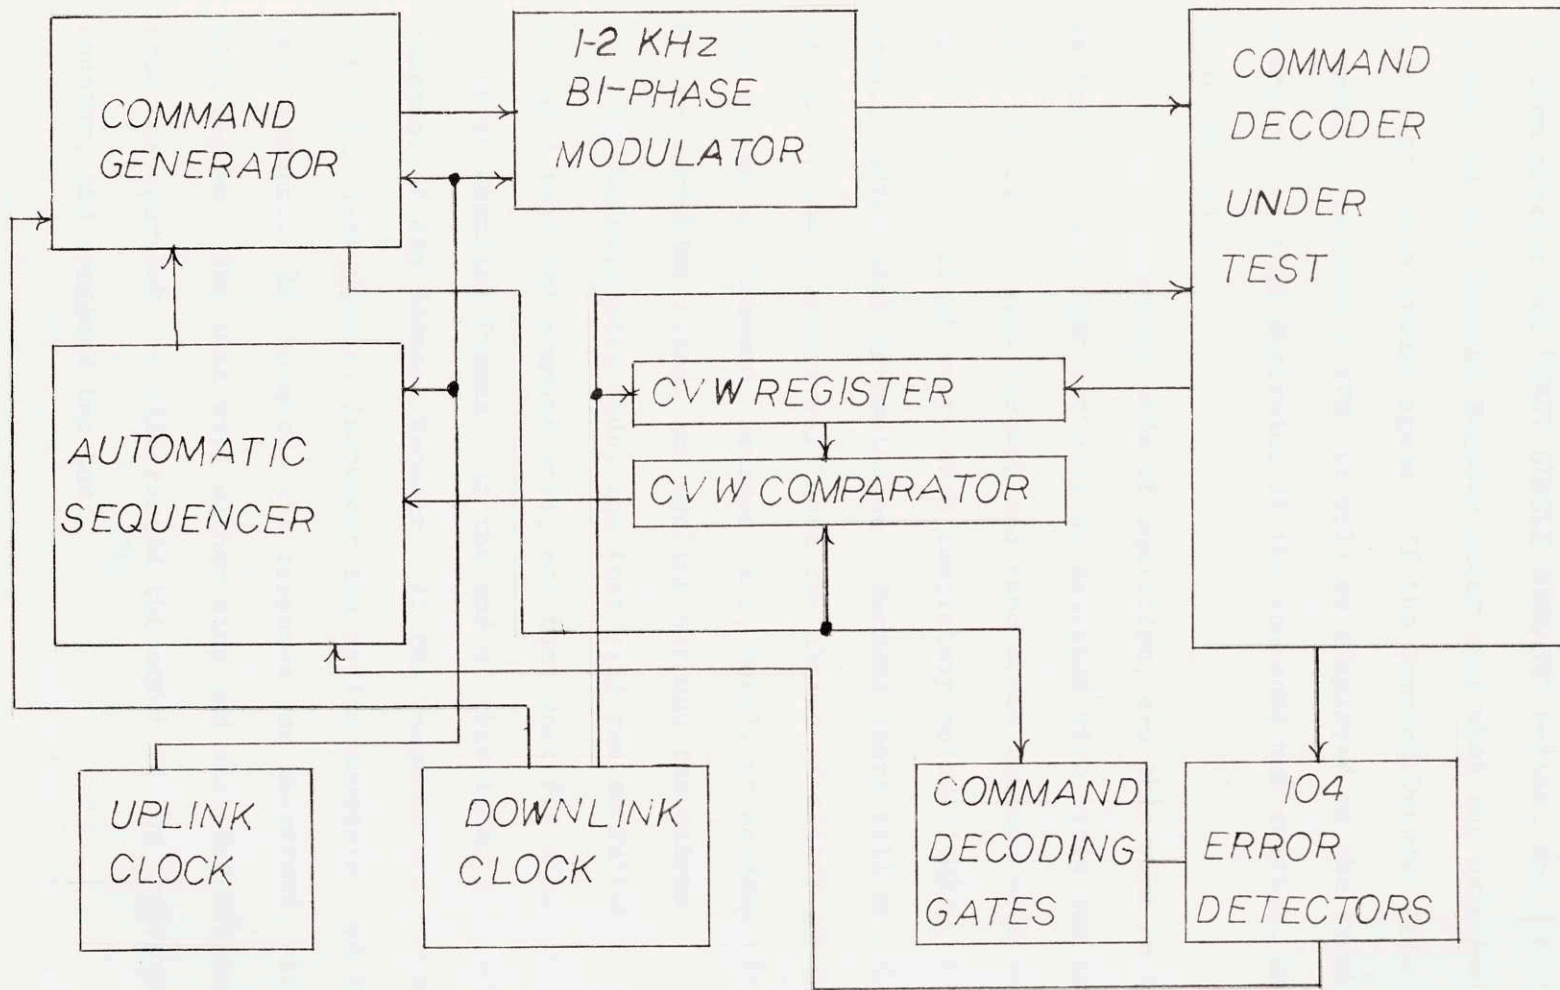 COMMAND
GENERATOR
1-2 KHz
BI-PHASE
MODULATOR
COMMAND
DECODER
UNDER
TEST
CVW REGISTER
CVW COMPARATOR
AUTOMATIC
SEQUENCER
UPLINK
CLOCK
DOWNLINK
CLOCK
COMMAND
DECODING
GATES
104
ERROR
DETECTORS